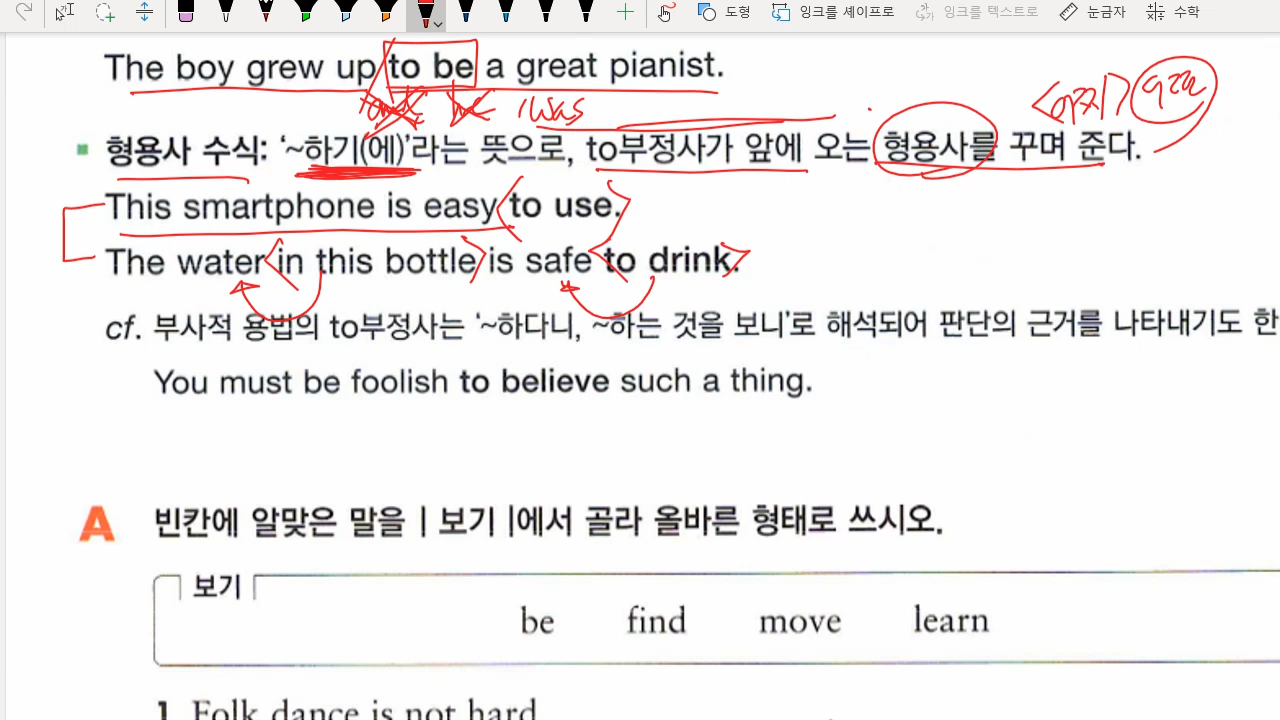 도형 잉크를 셰이프로 잉크를 텍스트로 눈금자 수학
The boy grew up to be a great pianist.
was
형용사 수식: ‘~하기(에)’라는 뜻으로, to부정사가 앞에 오는 형용사를 꾸며 준다.
This smartphone is easy to use.
The water in this bottle is safe to drink.
cf. 부사적 용법의 to부정사는 ‘~하다니, ~하는 것을 보니’로 해석되어 판단의 근거를 나타내기도 한
You must be foolish to believe such a thing.
A 빈칸에 알맞은 말을 | 보기 |에서 골라 올바른 형태로 쓰시오.
보기
be find move learn
1 Folk dance is not hard